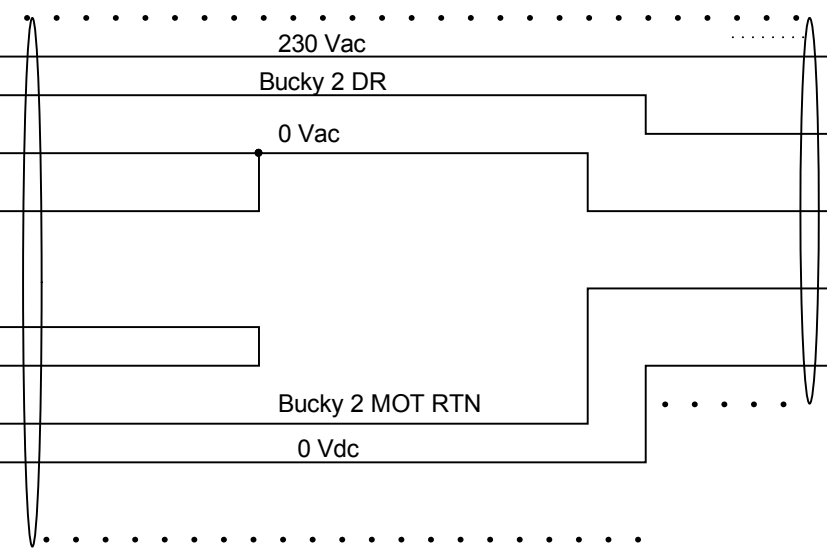 230 Vac
Bucky 2 DR
0 Vac
Bucky 2 MOT RTN
0 Vdc